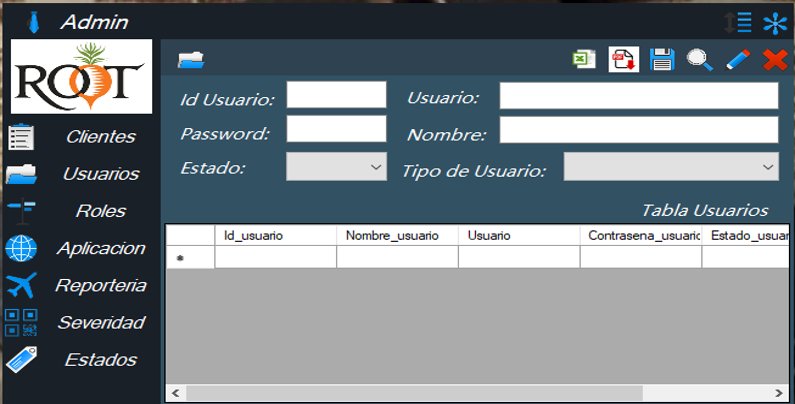 Admin
ROOT
Clientes
Usuarios
Roles
Aplicacion
Reporteria
Severidad
Estados
Id Usuario:
Usuario:
Password:
Nombre:
Estado:
Tipo de Usuario:
Tabla Usuarios
Id_usuario Nombre_usuario Usuario Contrasena_usuario Estado_usuar